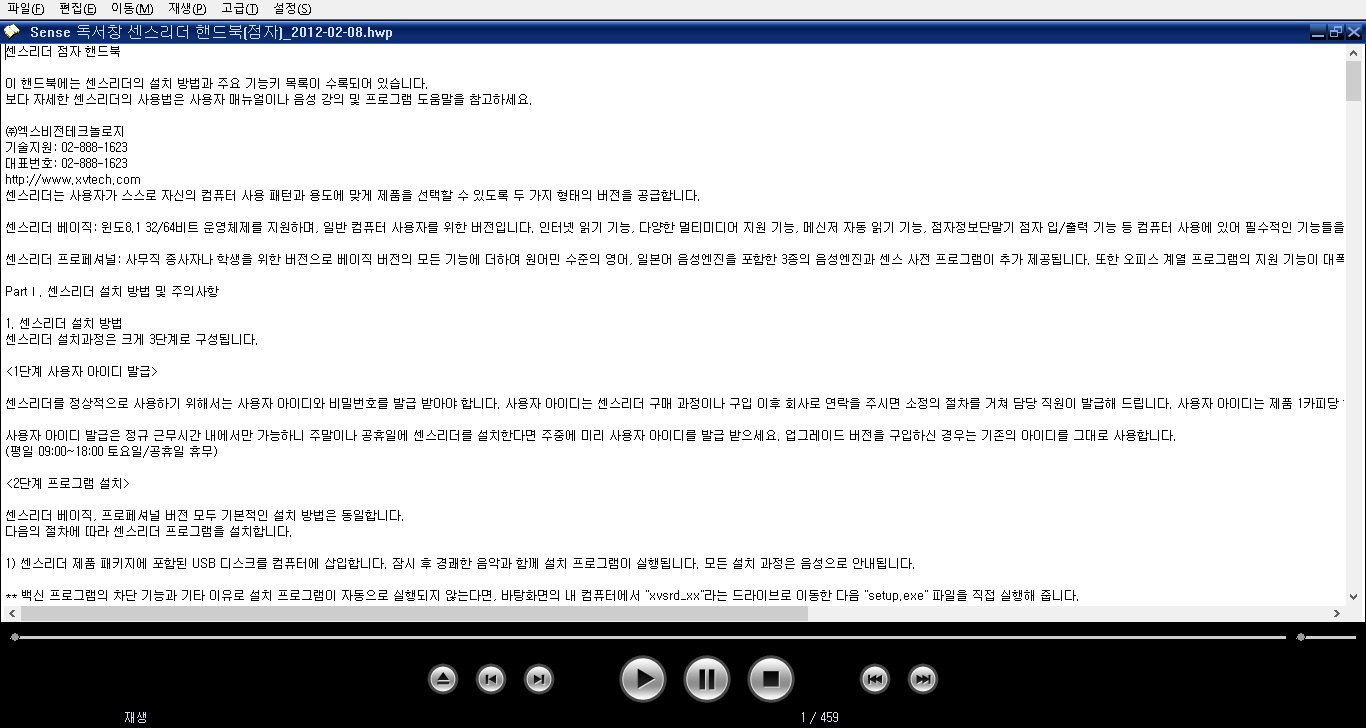 파일(F) 편집(E) 이동(M) 재생(P) 고급(T) 설정(S)
Sense 독서창 센스리더 핸드북(점자)_2012-02-08.hwp
센스리더 점자 핸드북
이 핸드북에는 센스리더의 설치 방법과 주요 기능키 목록이 수록되어 있습니다.
보다 자세한 센스리더의 사용법은 사용자 매뉴얼이나 음성 강의 및 프로그램 도움말을 참고하세요.
㈜엑스비전테크놀로지
기술지원: 02-888-1623
대표번호: 02-888-1623
http://www.xvtech.com
센스리더는 사용자가 스스로 자신의 컴퓨터 사용 패턴과 용도에 맞게 제품을 선택할 수 있도록 두 가지 형태의 버전을 공급합니다.
센스리더 베이직: 윈도8.1 32/64비트 운영체제를 지원하며, 일반 컴퓨터 사용자를 위한 버전입니다. 인터넷 읽기 기능, 다양한 멀티미디어 지원 기능, 메신저 자동 읽기 기능, 점자정보단말기 점자 입/출력 기능 등 컴퓨터 사용에 있어 필수적인 기능들을
센스리더 프로페셔널: 사무직 종사자나 학생을 위한 버전으로 베이직 버전의 모든 기능에 더하여 원어민 수준의 영어, 일본어 음성엔진을 포함한 3종의 음성엔진과 센스 사전 프로그램이 추가 제공됩니다. 또한 오피스 계열 프로그램의 지원 기능이 대폭
Part I. 센스리더 설치 방법 및 주의사항
1. 센스리더 설치 방법
센스리더 설치과정은 크게 3단계로 구성됩니다.
<1단계 사용자 아이디 발급>
센스리더를 정상적으로 사용하기 위해서는 사용자 아이디와 비밀번호를 발급 받아야 합니다. 사용자 아이디는 센스리더 구매 과정이나 구입 이후 회사로 연락을 주시면 소정의 절차를 거쳐 담당 직원이 발급해 드립니다. 사용자 아이디는 제품 1카피당
사용자 아이디 발급은 정규 근무시간 내에서만 가능하니 주말이나 공휴일에 센스리더를 설치한다면 주중에 미리 사용자 아이디를 발급 받으세요. 업그레이드 버전을 구입하신 경우는 기존의 아이디를 그대로 사용합니다.
(평일 09:00~18:00 토요일/공휴일 휴무)
<2단계 프로그램 설치>
센스리더 베이직, 프로페셔널 버전 모두 기본적인 설치 방법은 동일합니다.
다음의 절차에 따라 센스리더 프로그램을 설치합니다.
1) 센스리더 제품 패키지에 포함된 USB 디스크를 컴퓨터에 삽입합니다. 잠시 후 경쾌한 음악과 함께 설치 프로그램이 실행됩니다. 모든 설치 과정은 음성으로 안내됩니다.
** 백신 프로그램의 차단 기능과 기타 이유로 설치 프로그램이 자동으로 실행되지 않는다면, 바탕화면의 내 컴퓨터에서 "xvsrd_xx"라는 드라이브로 이동한 다음 "setup.exe" 파일을 직접 실행해 줍니다.
재생 1 / 459